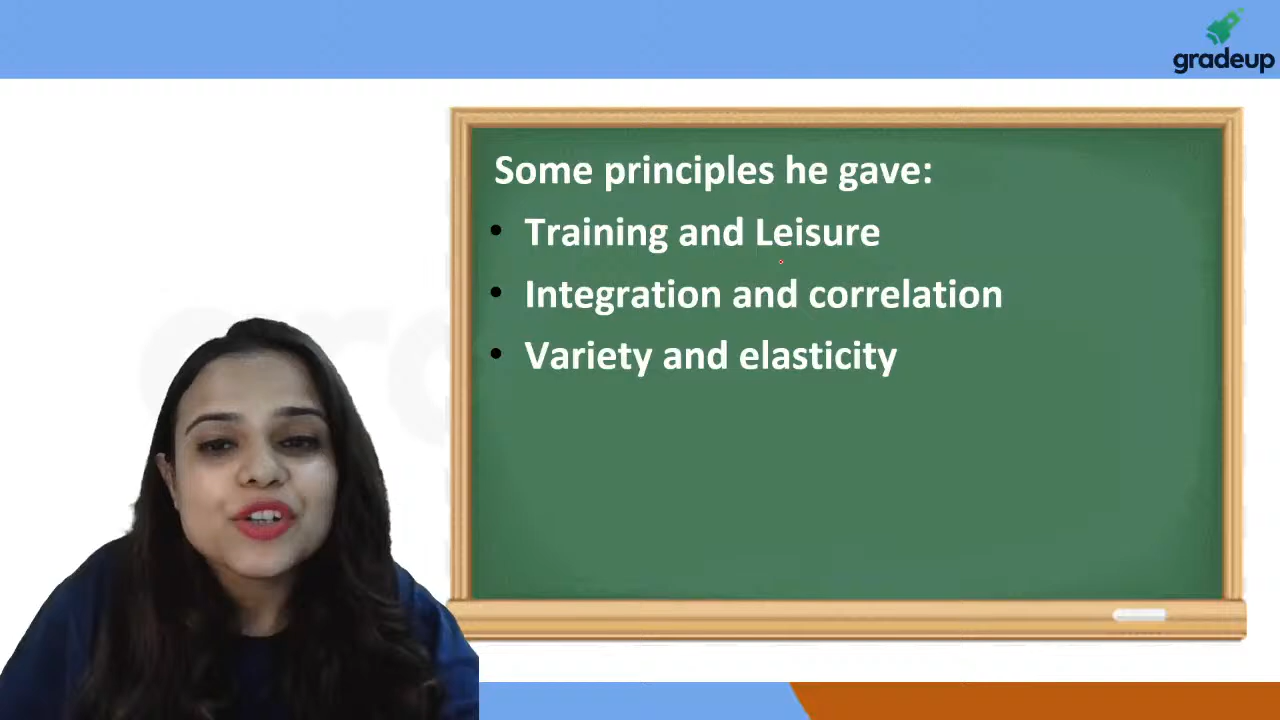 gradeup
Some principles he gave:
• Training and Leisure
• Integration and correlation
• Variety and elasticity